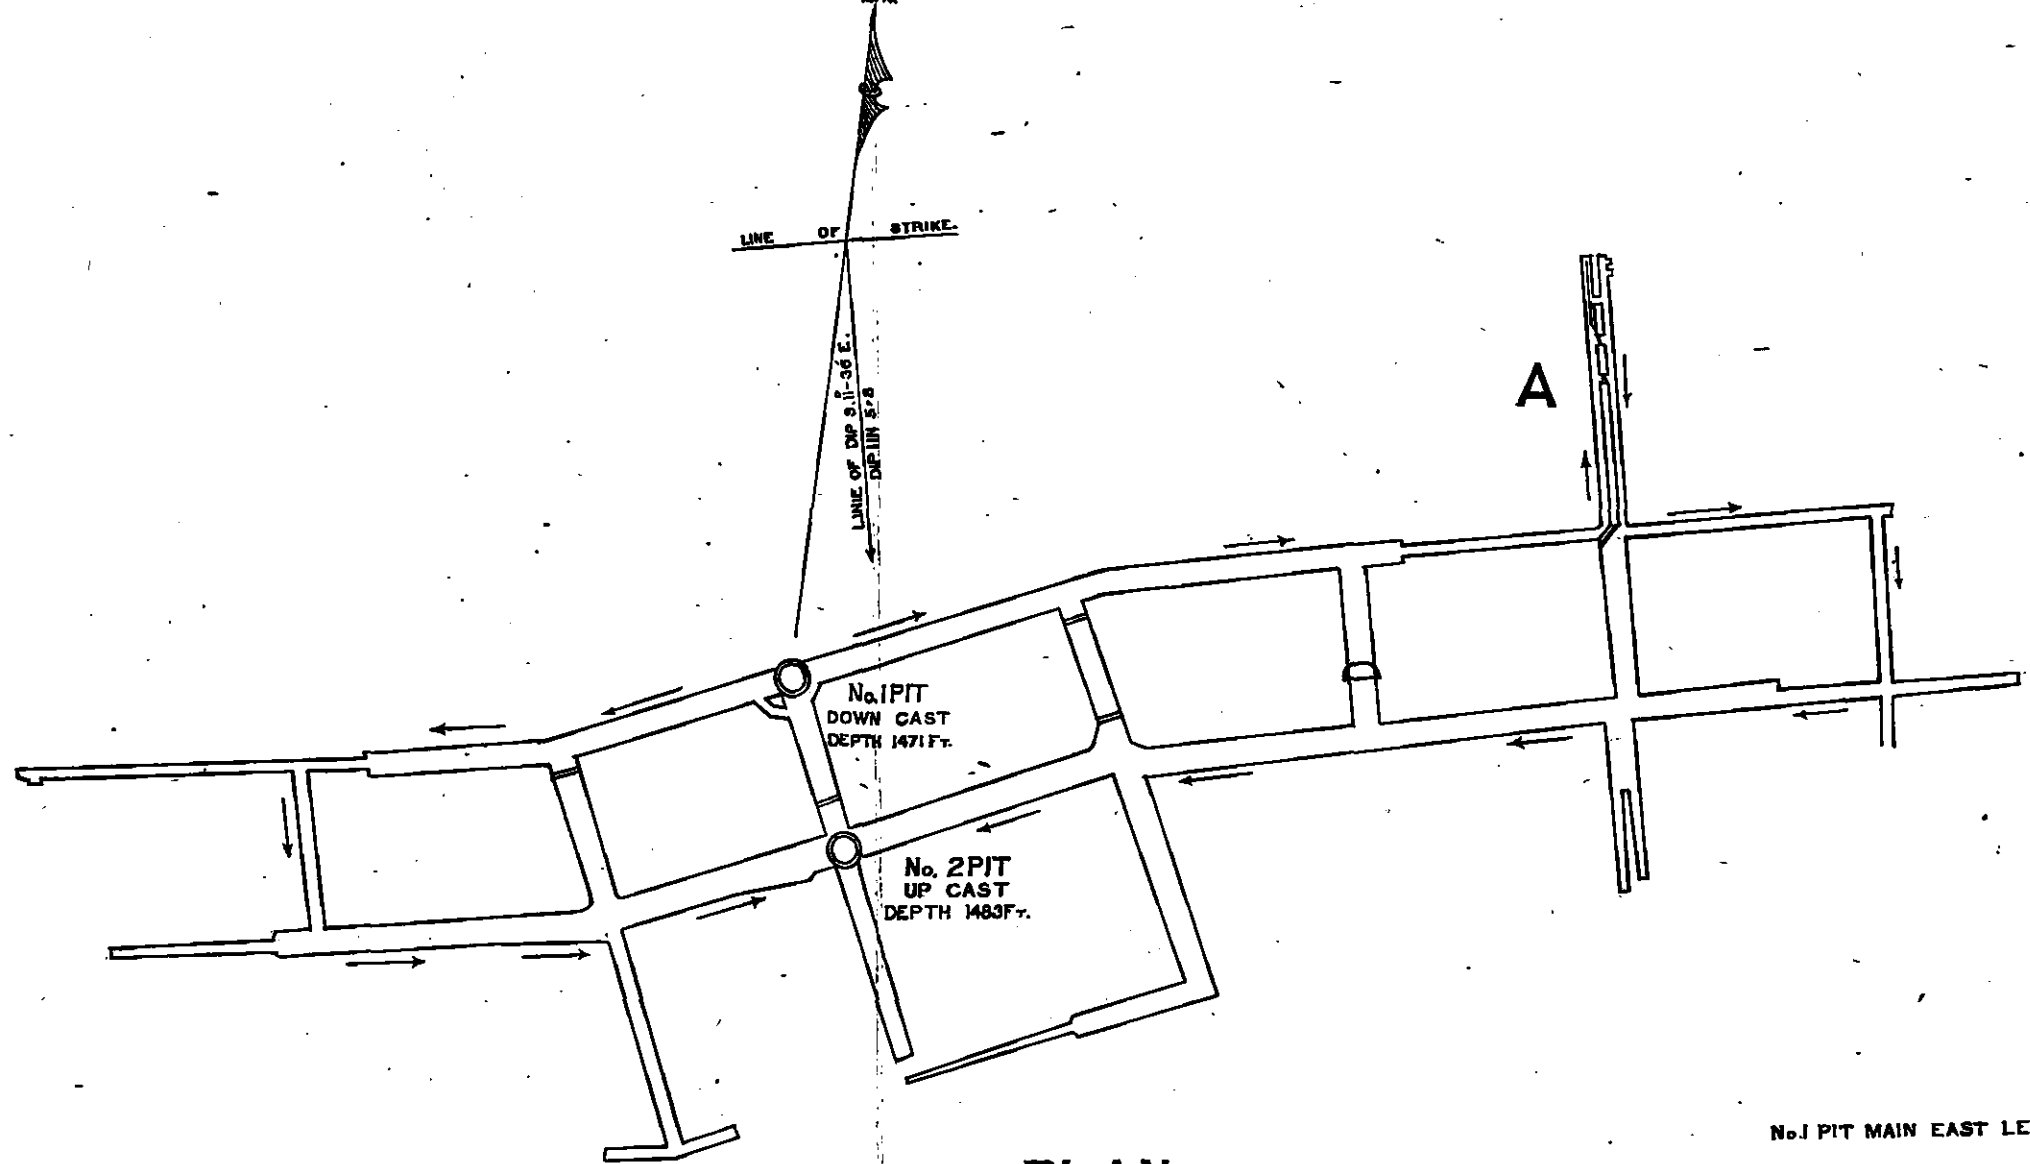 LINE OF STRIKE.
LINE OF DIP S.11°-36' E.
DIP 1 IN 5·8
A
No.1 PIT
DOWN CAST
DEPTH 1471 FT.
No. 2 PIT
UP CAST
DEPTH 1483 FT.
No.1 PIT MAIN EAST LE